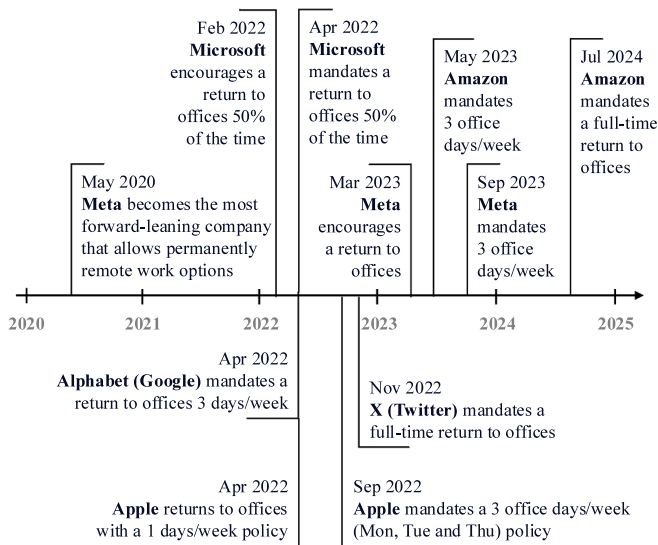 Feb 2022
Microsoft
encourages a
return to
offices 50%
of the time
Apr 2022
Microsoft
mandates a
return to
offices 50%
of the time
May 2023
Amazon
mandates
3 office
days/week
Jul 2024
Amazon
mandates
a full-time
return to
offices
May 2020
Meta becomes the most
forward-leaning company
that allows permanently
remote work options
Mar 2023
Meta
encourages
a return to
offices
Sep 2023
Meta
mandates
3 office
days/week
2020 2021 2022 2023 2024 2025
Apr 2022
Alphabet (Google) mandates a
return to offices 3 days/week
Nov 2022
X (Twitter) mandates a
full-time return to offices
Apr 2022
Apple returns to offices
with a 1 days/week policy
Sep 2022
Apple mandates a 3 office days/week
(Mon, Tue and Thu) policy